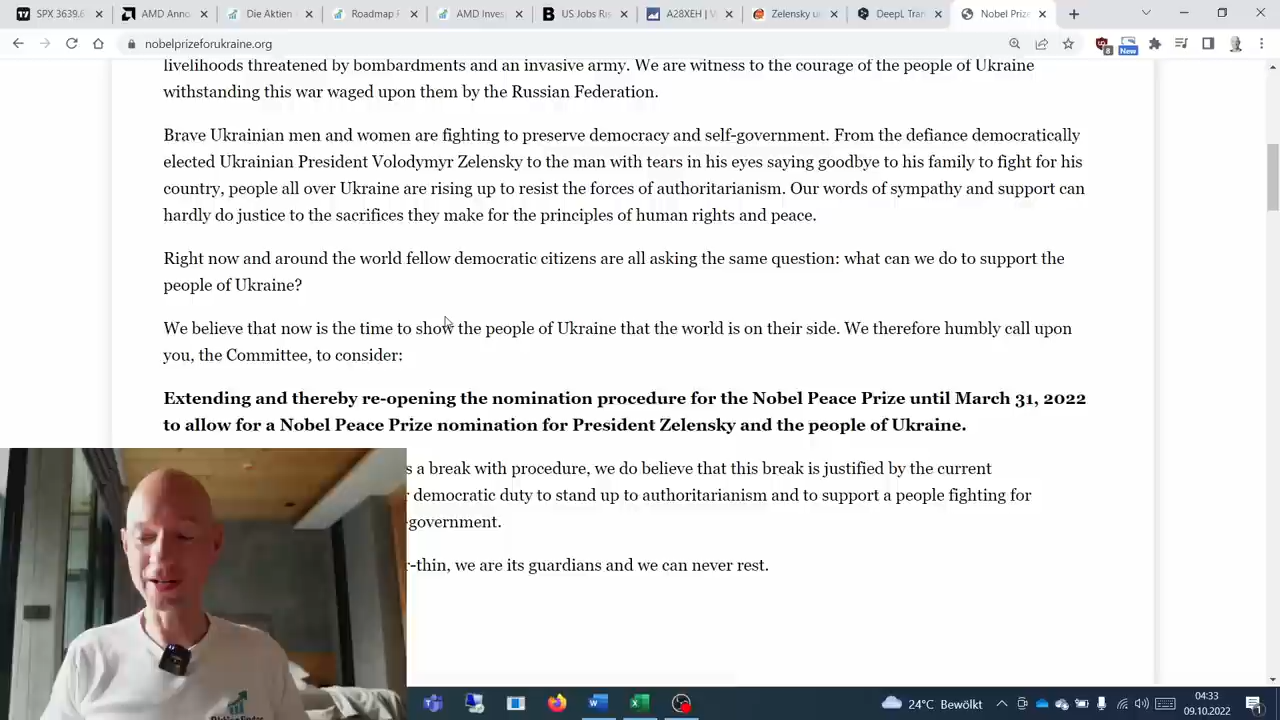 SPX 3639.6
AMD Anno
Die Aktien
Roadmap F
AMD Inves
US Jobs Ris
A28XEH | V
Zelensky u
DeepL Tran
Nobel Prize
nobelprizeforukraine.org
8
New
livelihoods threatened by bombardments and an invasive army. We are witness to the courage of the people of Ukraine
withstanding this war waged upon them by the Russian Federation.
Brave Ukrainian men and women are fighting to preserve democracy and self-government. From the defiance democratically
elected Ukrainian President Volodymyr Zelensky to the man with tears in his eyes saying goodbye to his family to fight for his
country, people all over Ukraine are rising up to resist the forces of authoritarianism. Our words of sympathy and support can
hardly do justice to the sacrifices they make for the principles of human rights and peace.
Right now and around the world fellow democratic citizens are all asking the same question: what can we do to support the
people of Ukraine?
We believe that now is the time to show the people of Ukraine that the world is on their side. We therefore humbly call upon
you, the Committee, to consider:
Extending and thereby re-opening the nomination procedure for the Nobel Peace Prize until March 31, 2022
to allow for a Nobel Peace Prize nomination for President Zelensky and the people of Ukraine.
s a break with procedure, we do believe that this break is justified by the current
democratic duty to stand up to authoritarianism and to support a people fighting for
government.
r-thin, we are its guardians and we can never rest.
24°C Bewölkt
04:33
09.10.2022